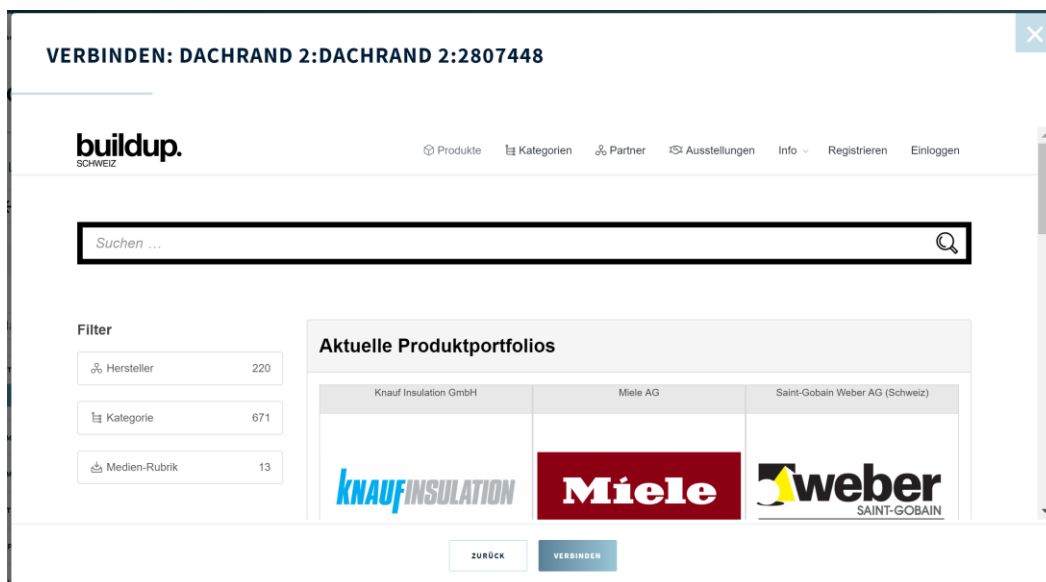 VERBINDEN: DACHRAND 2:DACHRAND 2:2807448
buildup.
SCHWEIZ
Produkte Kategorien Partner Ausstellungen Info Registrieren Einloggen
Suchen ...
Filter
Hersteller 220
Kategorie 671
Medien-Rubrik 13
Aktuelle Produktportfolios
Knauf Insulation GmbH Miele AG Saint-Gobain Weber AG (Schweiz)
KNAUFINSULATION Miele weber
SAINT-GOBAIN
ZURÜCK VERBINDEN